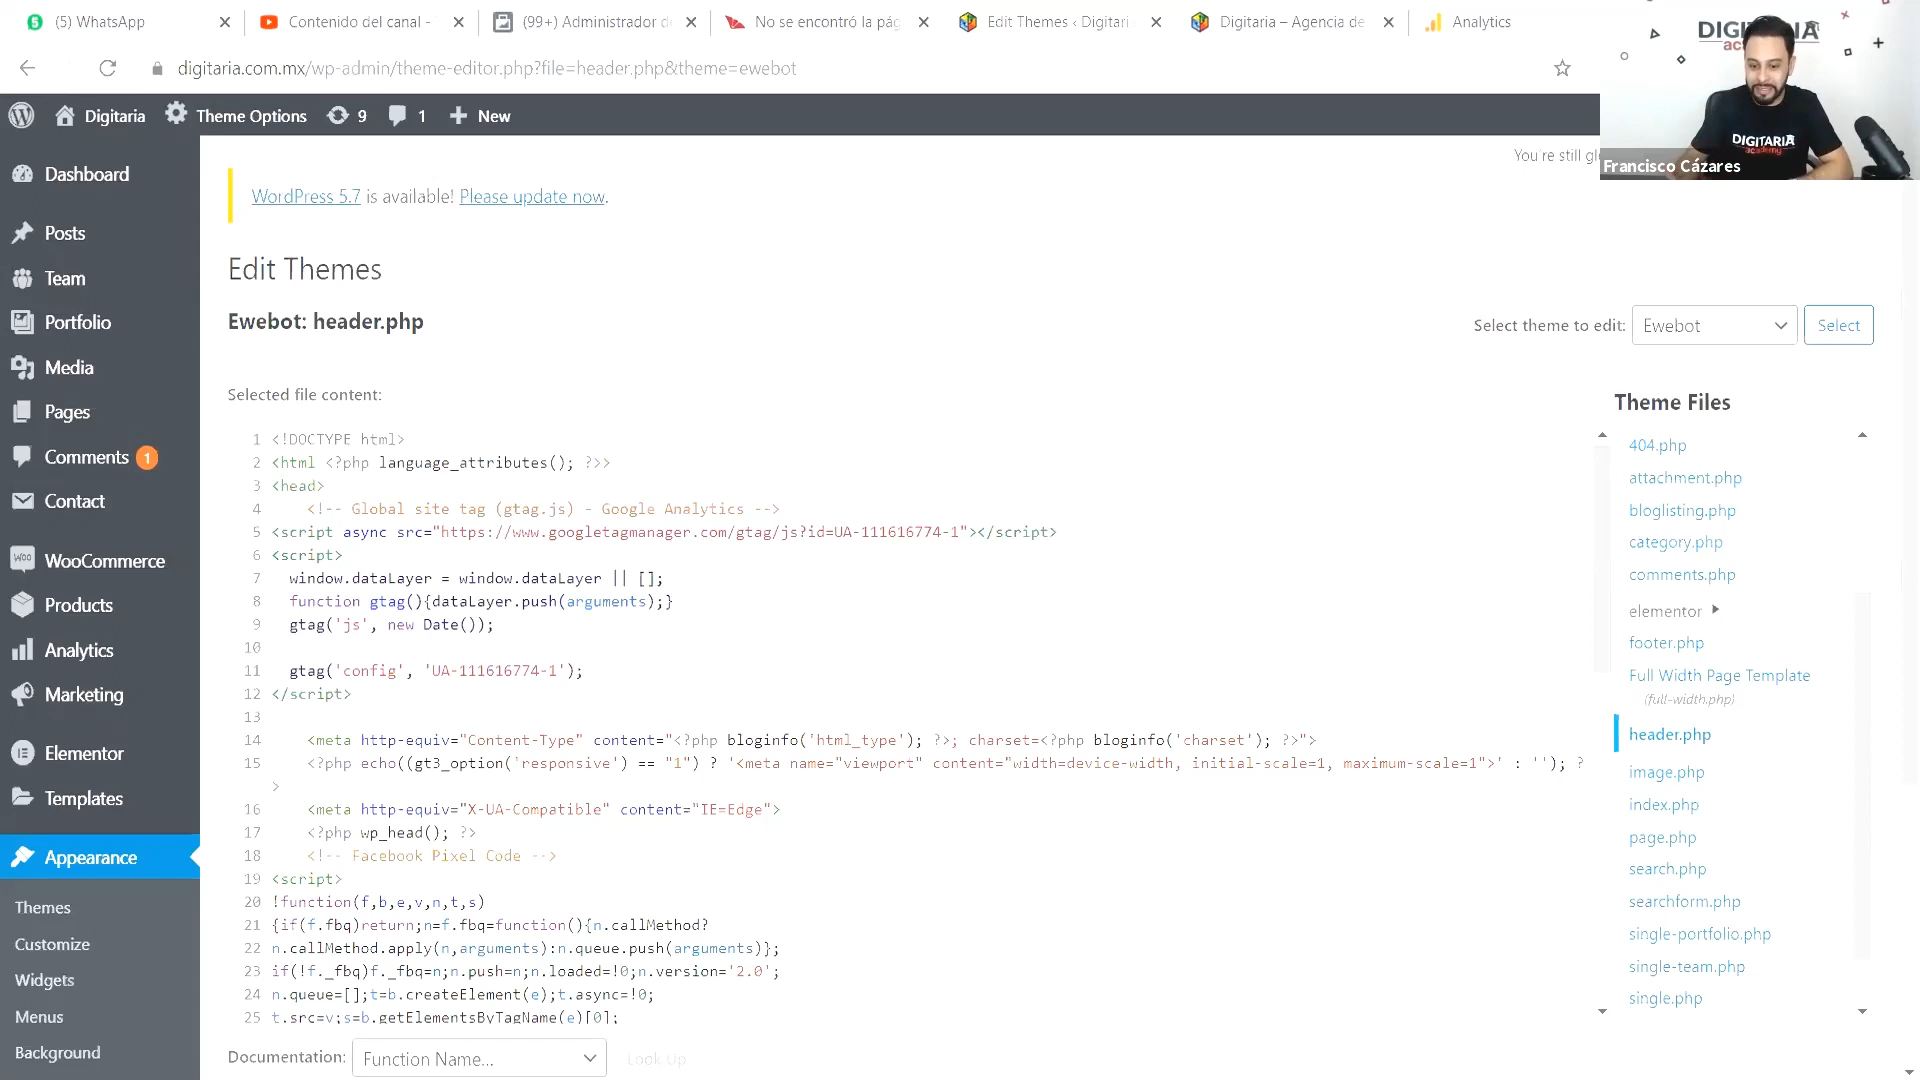 (5) WhatsApp
Contenido del canal -
(99+) Administrador d
No se encontró la pág
Edit Themes ‹ Digitari
Digitaria – Agencia de
Analytics
digitaria.com.mx/wp-admin/theme-editor.php?file=header.php&theme=ewebot
Digitaria
Theme Options
9
1
New
DIGITARIA
academy
Francisco Cázares
Dashboard
Posts
Team
Portfolio
Media
Pages
Comments 1
Contact
WooCommerce
Products
Analytics
Marketing
Elementor
Templates
Appearance
Themes
Customize
Widgets
Menus
Background
You're still gl
WordPress 5.7 is available! Please update now.
Edit Themes
Ewebot: header.php
Select theme to edit:
Ewebot
Select
Selected file content:
1 <!DOCTYPE html>
2 <html <?php language_attributes(); ?>>
3 <head>
4 <!-- Global site tag (gtag.js) - Google Analytics -->
5 <script async src="https://www.googletagmanager.com/gtag/js?id=UA-111616774-1"></script>
6 <script>
7 window.dataLayer = window.dataLayer || [];
8 function gtag(){dataLayer.push(arguments);}
9 gtag('js', new Date());
10
11 gtag('config', 'UA-111616774-1');
12 </script>
13
14 <meta http-equiv="Content-Type" content="<?php bloginfo('html_type'); ?>; charset=<?php bloginfo('charset'); ?>">
15 <?php echo((gt3_option('responsive') == "1") ? '<meta name="viewport" content="width=device-width, initial-scale=1, maximum-scale=1">' : ''); ?
>
16 <meta http-equiv="X-UA-Compatible" content="IE=Edge">
17 <?php wp_head(); ?>
18 <!-- Facebook Pixel Code -->
19 <script>
20 !function(f,b,e,v,n,t,s)
21 {if(f.fbq)return;n=f.fbq=function(){n.callMethod?
22 n.callMethod.apply(n,arguments):n.queue.push(arguments)};
23 if(!f._fbq)f._fbq=n;n.push=n;n.loaded=!0;n.version='2.0';
24 n.queue=[];t=b.createElement(e);t.async=!0;
25 t.src=v;s=b.getElementsByTagName(e)[0];
Theme Files
404.php
attachment.php
bloglisting.php
category.php
comments.php
elementor
footer.php
Full Width Page Template
(full-width.php)
header.php
image.php
index.php
page.php
search.php
searchform.php
single-portfolio.php
single-team.php
single.php
Documentation:
Function Name...
Look Up